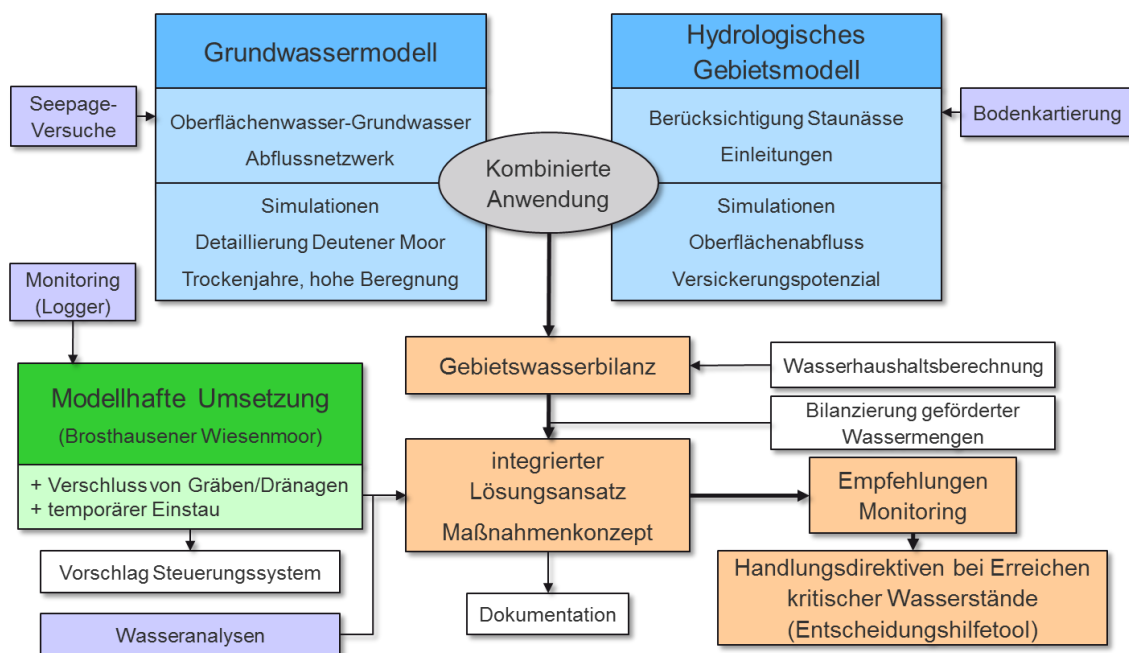 Grundwassermodell
Hydrologisches
Gebietsmodell
Seepage-
Versuche
Oberflächenwasser-Grundwasser
Abflussnetzwerk
Berücksichtigung Staunässe
Einleitungen
Bodenkartierung
Kombinierte
Anwendung
Simulationen
Detaillierung Deutener Moor
Trockenjahre, hohe Beregnung
Simulationen
Oberflächenabfluss
Versickerungspotenzial
Monitoring
(Logger)
Gebietswasserbilanz
Wasserhaushaltsberechnung
Modellhafte Umsetzung
(Brosthausener Wiesenmoor)
Bilanzierung geförderter
Wassermengen
+ Verschluss von Gräben/Dränagen
+ temporärer Einstau
integrierter
Lösungsansatz
Maßnahmenkonzept
Empfehlungen
Monitoring
Vorschlag Steuerungssystem
Dokumentation
Handlungsdirektiven bei Erreichen
kritischer Wasserstände
(Entscheidungshilfetool)
Wasseranalysen